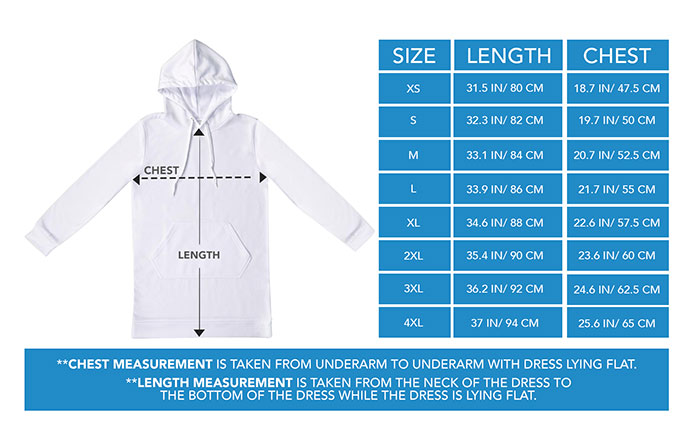 CHEST
LENGTH
SIZE LENGTH CHEST
XS 31.5 IN/ 80 CM 18.7 IN/ 47.5 CM
S 32.3 IN/ 82 CM 19.7 IN/ 50 CM
M 33.1 IN/ 84 CM 20.7 IN/ 52.5 CM
L 33.9 IN/ 86 CM 21.7 IN/ 55 CM
XL 34.6 IN/ 88 CM 22.6 IN/ 57.5 CM
2XL 35.4 IN/ 90 CM 23.6 IN/ 60 CM
3XL 36.2 IN/ 92 CM 24.6 IN/ 62.5 CM
4XL 37 IN/ 94 CM 25.6 IN/ 65 CM
**CHEST MEASUREMENT IS TAKEN FROM UNDERARM TO UNDERARM WITH DRESS LYING FLAT.
**LENGTH MEASUREMENT IS TAKEN FROM THE NECK OF THE DRESS TO
THE BOTTOM OF THE DRESS WHILE THE DRESS IS LYING FLAT.